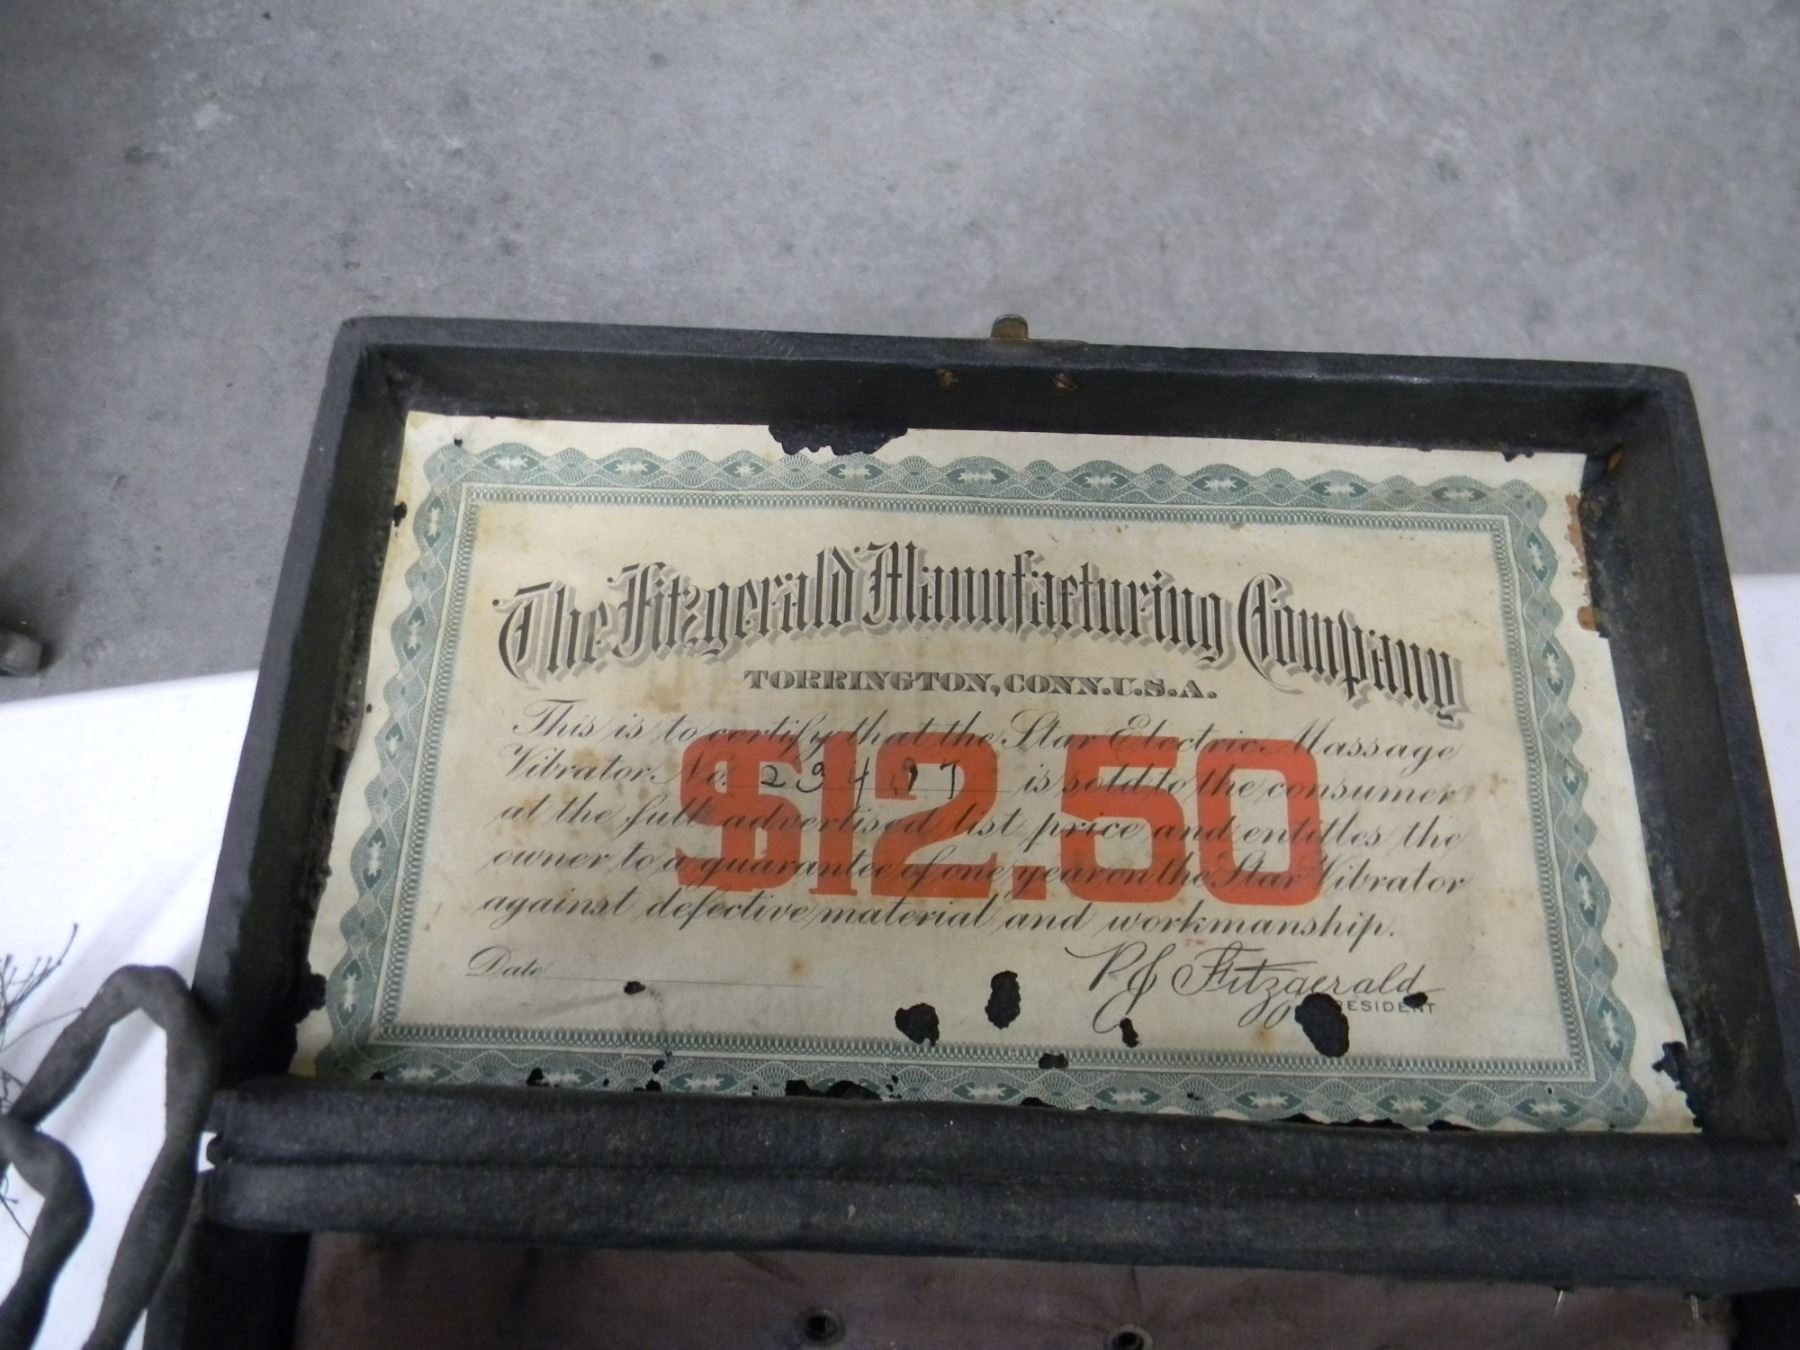 The Fitzgerald Manufacturing Company
TORRINGTON, CONN. U.S.A.
This is to certify that the Star Electric Massage
Vibrator No. 23497 is sold to the consumer
at the full advertised list price and entitles the
owner to a guarantee of one year on the Star Vibrator
against defective material and workmanship.
$12.50
Date
P J Fitzgerald
RESIDENT